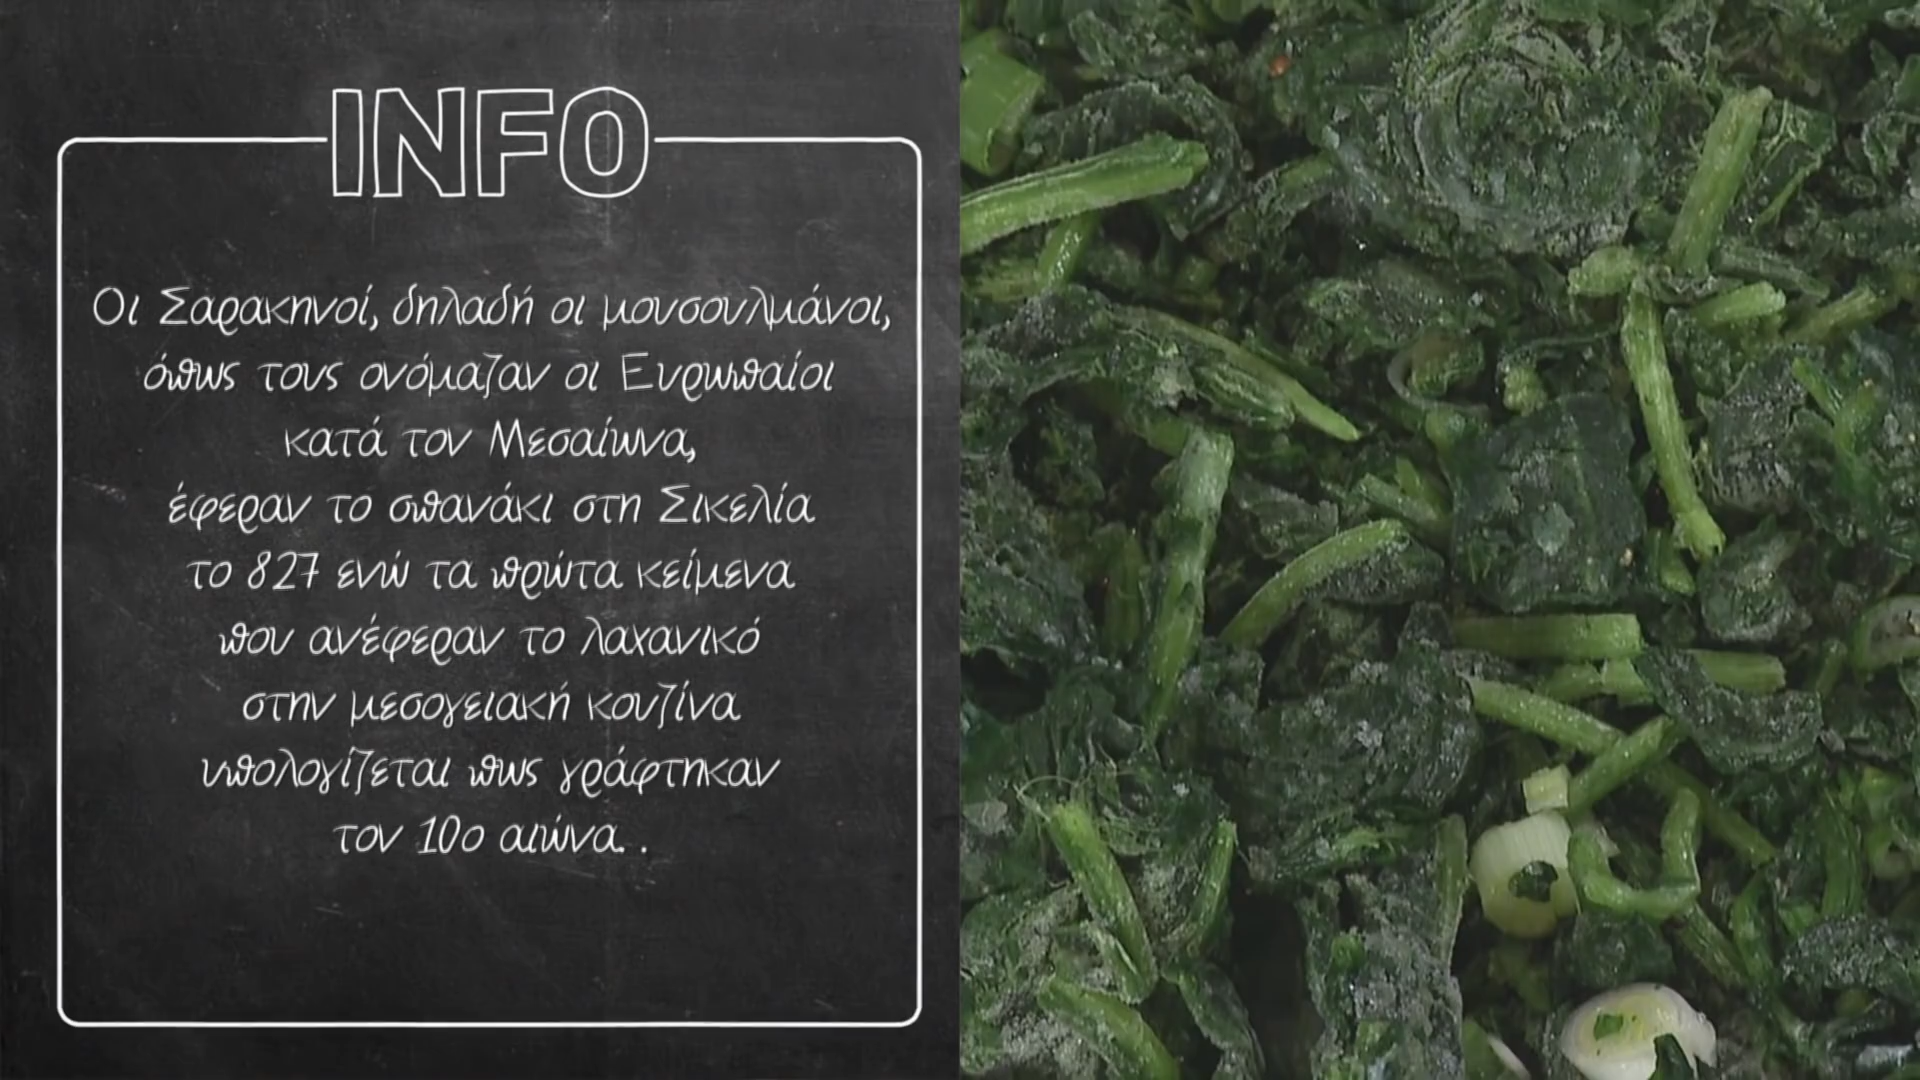 INFO
Οι Σαρακηνοί, δηλαδή οι μουσουλμάνοι,
όπως τους ονόμαζαν οι Ευρωπαίοι
κατά τον Μεσαίωνα,
έφεραν το σπανάκι στη Σικελία
το 827 ενώ τα πρώτα κείμενα
που ανέφεραν το λαχανικό
στην μεσογειακή κουζίνα
υπολογίζεται πως γράφτηκαν
τον 10ο αιώνα. .